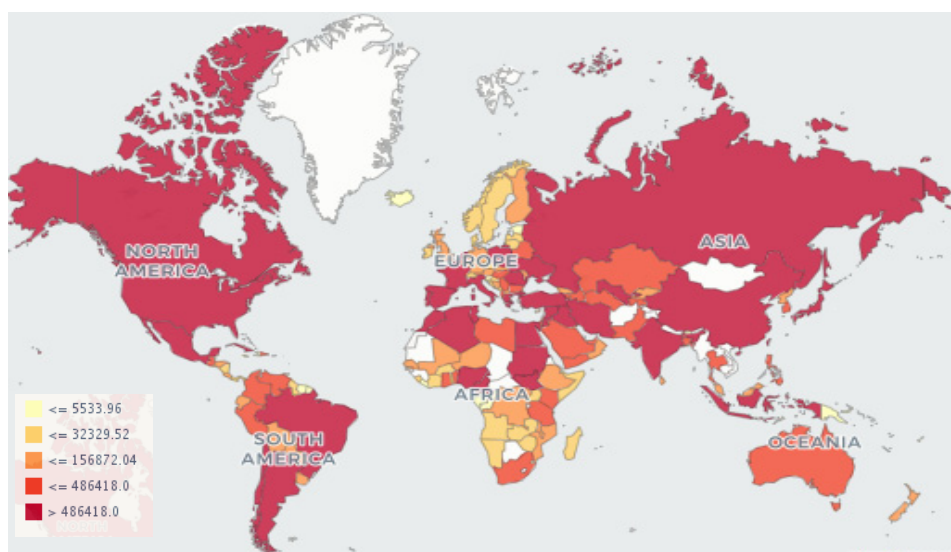 NORTH
AMERICA
EUROPE
ASIA
AFRICA
SOUTH
AMERICA
OCEANIA
<= 5533.96
<= 32329.52
<= 156872.04
<= 486418.0
> 486418.0